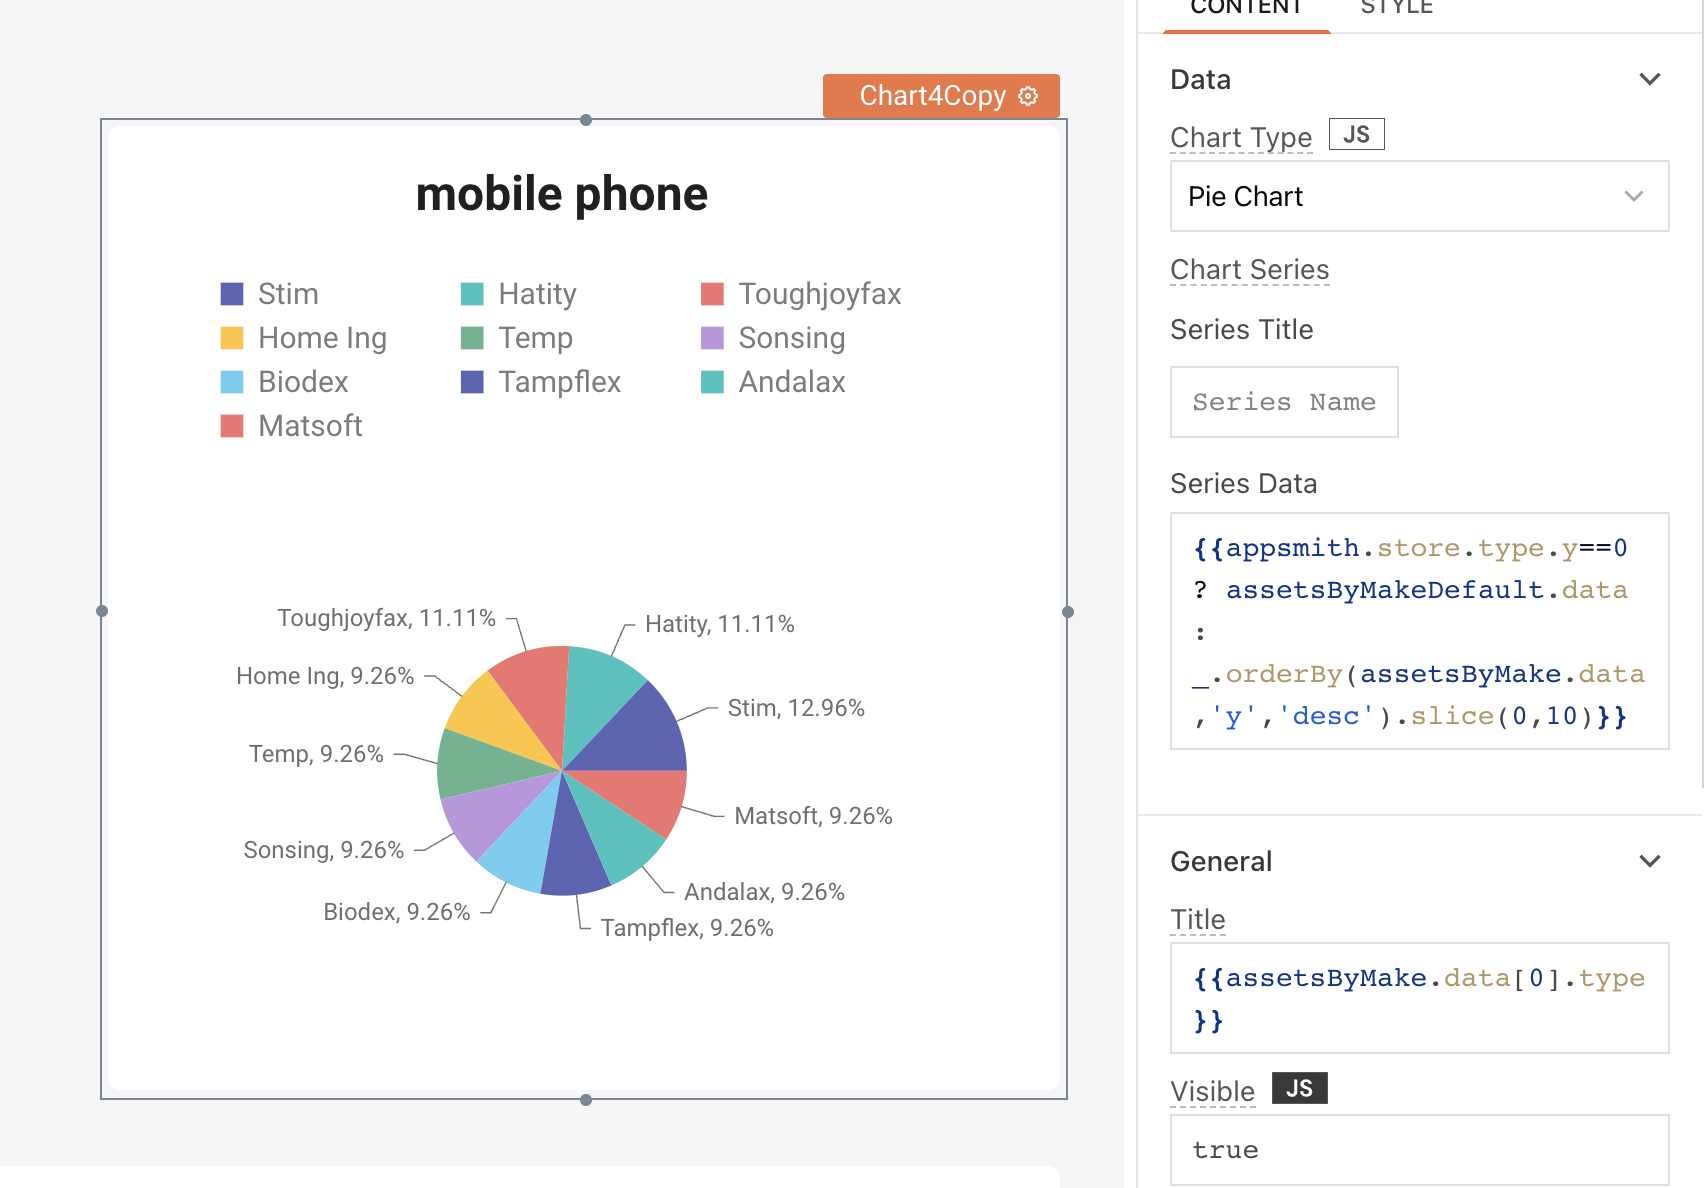 CONTENT STYLE
Chart4Copy
mobile phone
Stim Hatity Toughjoyfax
Home Ing Temp Sonsing
Biodex Tampflex Andalax
Matsoft
Toughjoyfax, 11.11%
Hatity, 11.11%
Home Ing, 9.26%
Stim, 12.96%
Temp, 9.26%
Matsoft, 9.26%
Sonsing, 9.26%
Andalax, 9.26%
Biodex, 9.26%
Tampflex, 9.26%
Data
Chart Type JS
Pie Chart
Chart Series
Series Title
Series Name
Series Data
{{appsmith.store.type.y==0
? assetsByMakeDefault.data
:
_.orderBy(assetsByMake.data
,'y','desc').slice(0,10)}}
General
Title
{{assetsByMake.data[0].type
}}
Visible JS
true